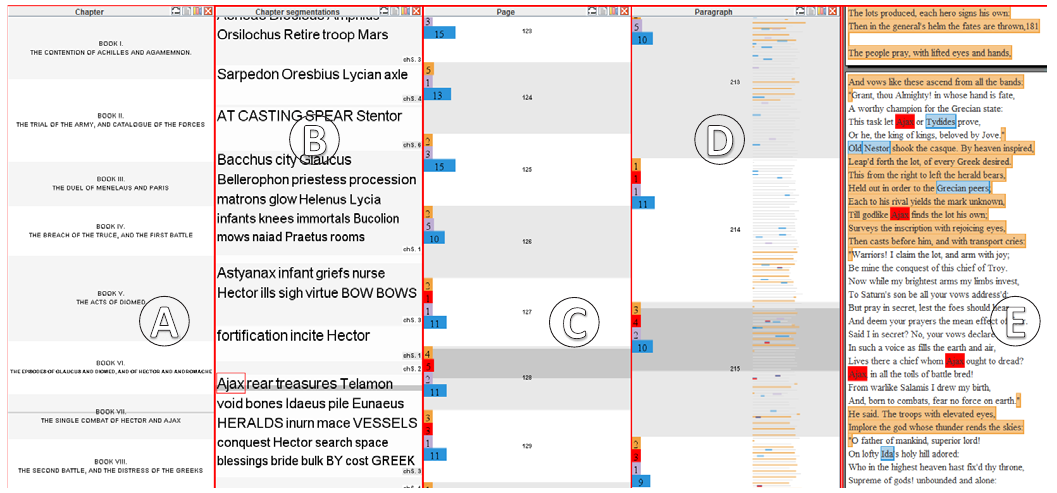 Chapter
BOOK I.
THE CONTENTION OF ACHILLES AND AGAMEMNON.
BOOK II.
THE TRIAL OF THE ARMY, AND CATALOGUE OF THE FORCES
BOOK III.
THE DUEL OF MENELAUS AND PARIS
BOOK IV.
THE BREACH OF THE TRUCE, AND THE FIRST BATTLE
BOOK V.
THE ACTS OF DIOMED
A
BOOK VI.
THE EPISODES OF GLAUCUS AND DIOMED, AND OF HECTOR AND ANDROMACHE
BOOK VII.
THE SINGLE COMBAT OF HECTOR AND AJAX
BOOK VIII.
THE SECOND BATTLE, AND THE DISTRESS OF THE GREEKS
Chapter segmentations
Orsilochus Retire troop Mars
ch5. 3
Sarpedon Oresbius Lycian axle
ch5. 4
AT CASTING SPEAR Stentor
B
ch5. 6
Bacchus city Glaucus
Bellerophon priestess procession
matrons glow Helenus Lycia
infants knees immortals Bucolion
mows naiad Praetus rooms
ch5. 1
Astyanax infant griefs nurse
Hector ills sigh virtue BOW BOWS
ch5. 3
fortification incite Hector
ch5. 1
ch5. 2
Ajax rear treasures Telamon
void bones Idaeus pile Eunaeus
HERALDS inurn mace VESSELS
conquest Hector search space
blessings bride bulk BY cost GREEK
ch5. 3
ch5. 4
Page
3
15
123
5
1
13
124
2
3
15
125
2
5
10
126
2
11
127
C
4
5
2
11
128
3
1
11
129
Paragraph
5
10
213
D
1
1
1
11
214
3
4
2
10
215
2
3
1
9
The lots produced, each hero signs his own:
Then in the general's helm the fates are thrown,181
The people pray, with lifted eyes and hands,
And vows like these ascend from all the bands:
"Grant, thou Almighty! in whose hand is fate,
A worthy champion for the Grecian state:
This task let Ajax or Tydides prove,
Or he, the king of kings, beloved by Jove."
Old Nestor shook the casque. By heaven inspired,
Leap'd forth the lot, of every Greek desired.
This from the right to left the herald bears,
Held out in order to the Grecian peers;
Each to his rival yields the mark unknown,
Till godlike Ajax finds the lot his own;
Surveys the inscription with rejoicing eyes,
Then casts before him, and with transport cries:
"Warriors! I claim the lot, and arm with joy;
Be mine the conquest of this chief of Troy.
Now while my brightest arms my limbs invest,
To Saturn's son be all your vows address'd:
But pray in secret, lest the foes should hear
And deem your prayers the mean effect of
E
Said I in secret? No, your vows declare
In such a voice as fills the earth and air,
Lives there a chief whom Ajax ought to dread?
Ajax, in all the toils of battle bred!
From warlike Salamis I drew my birth,
And, born to combats, fear no force on earth."
He said. The troops with elevated eyes,
Implore the god whose thunder rends the skies:
"O father of mankind, superior lord!
On lofty Ida's holy hill adored:
Who in the highest heaven hast fix'd thy throne,
Supreme of gods! unbounded and alone: